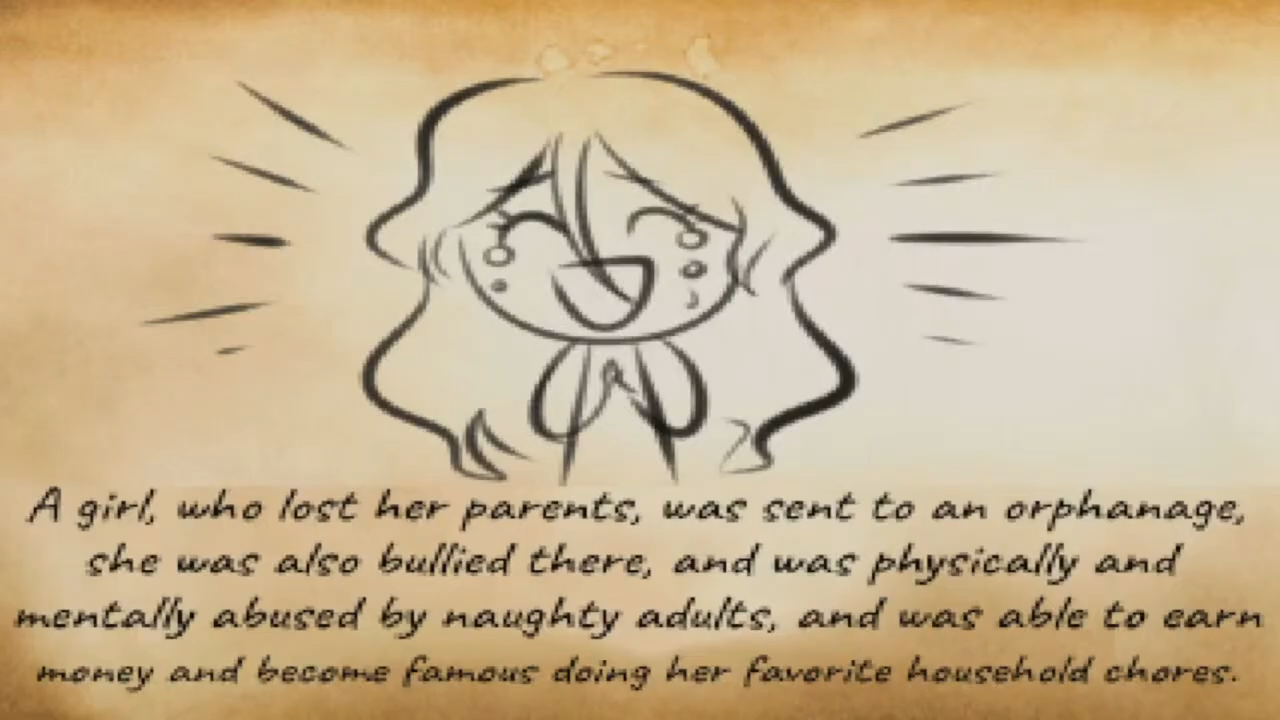 A girl, who lost her parents, was sent to an orphanage,
she was also bullied there, and was physically and
mentally abused by naughty adults, and was able to earn
money and become famous doing her favorite household chores.